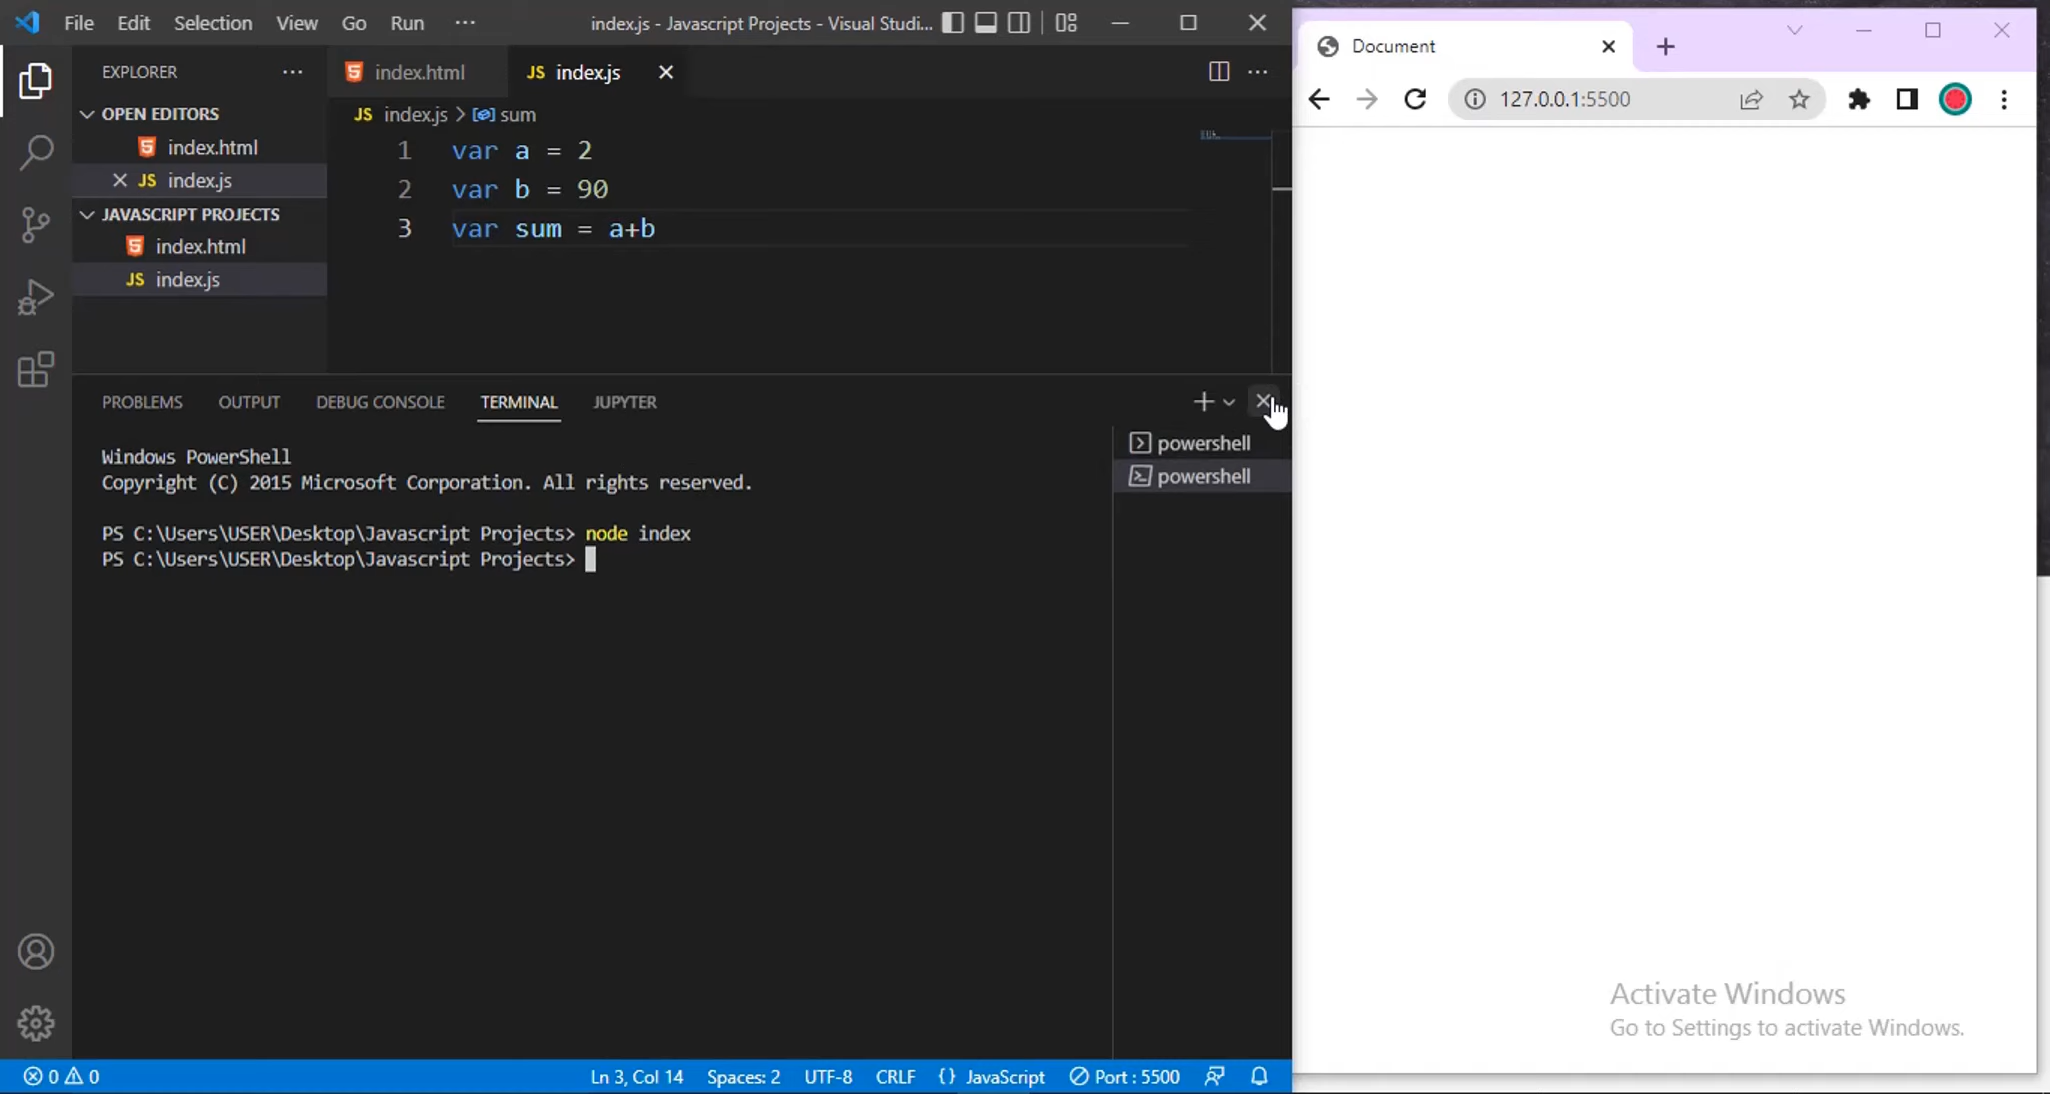 File Edit Selection View Go Run ··· index.js - Javascript Projects - Visual Studi...
EXPLORER ···
OPEN EDITORS
index.html
JS index.js
JAVASCRIPT PROJECTS
index.html
JS index.js
index.html JS index.js
JS index.js > sum
1 var a = 2
2 var b = 90
3 var sum = a+b
PROBLEMS OUTPUT DEBUG CONSOLE TERMINAL JUPYTER
Windows PowerShell
Copyright (C) 2015 Microsoft Corporation. All rights reserved.
PS C:\Users\USER\Desktop\Javascript Projects> node index
PS C:\Users\USER\Desktop\Javascript Projects>
powershell
powershell
0 0 Ln 3, Col 14 Spaces: 2 UTF-8 CRLF {} JavaScript Port : 5500
Document
127.0.0.1:5500
Activate Windows
Go to Settings to activate Windows.